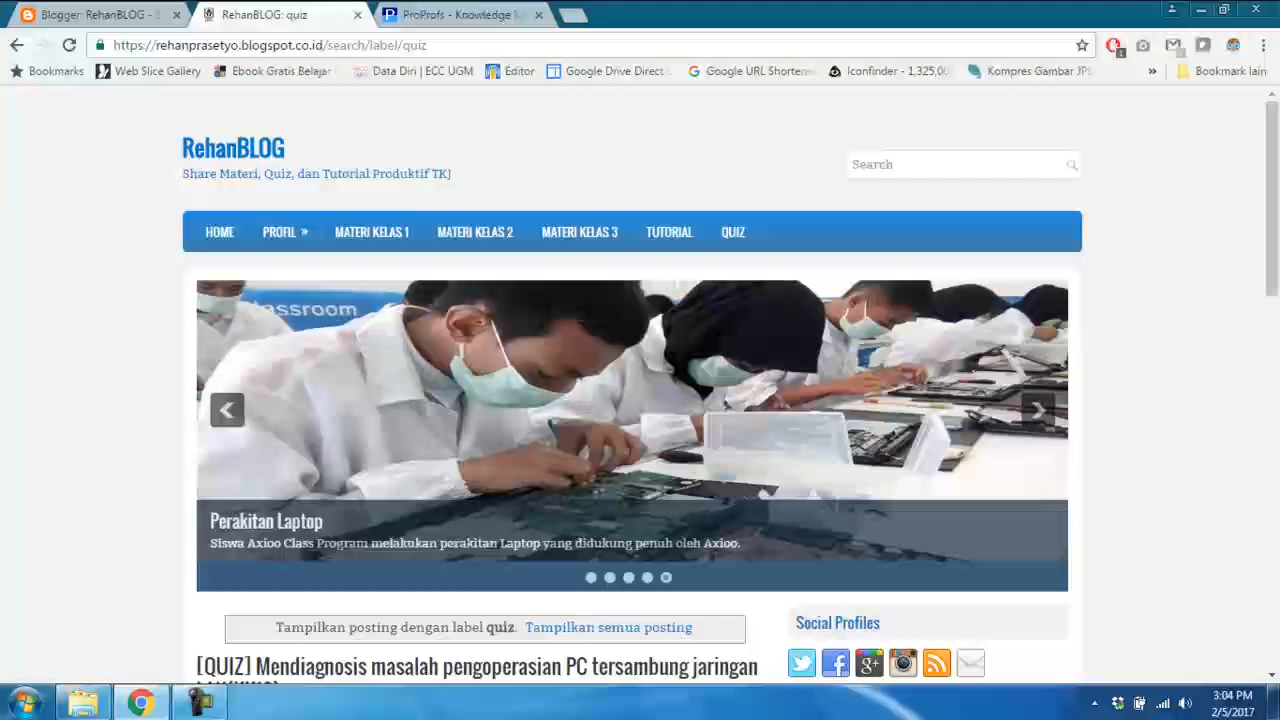 Blogger: RehanBLOG -
RehanBLOG: quiz
ProProfs - Knowledge
https://rehanprasetyo.blogspot.co.id/search/label/quiz
1
Bookmarks
Web Slice Gallery
Ebook Gratis Belajar
Data Diri | ECC UGM
Editor
Google Drive Direct
Google URL Shortene
Iconfinder - 1,325,00
Kompres Gambar JPE
»
Bookmark lain
RehanBLOG
Share Materi, Quiz, dan Tutorial Produktif TKJ
Search
HOME
PROFIL »
MATERI KELAS 1
MATERI KELAS 2
MATERI KELAS 3
TUTORIAL
QUIZ
classroom
Perakitan Laptop
Siswa Axioo Class Program melakukan perakitan Laptop yang didukung penuh oleh Axioo.
Tampilkan posting dengan label quiz. Tampilkan semua posting
Social Profiles
[QUIZ] Mendiagnosis masalah pengoperasian PC tersambung jaringan
3:04 PM
2/5/2017